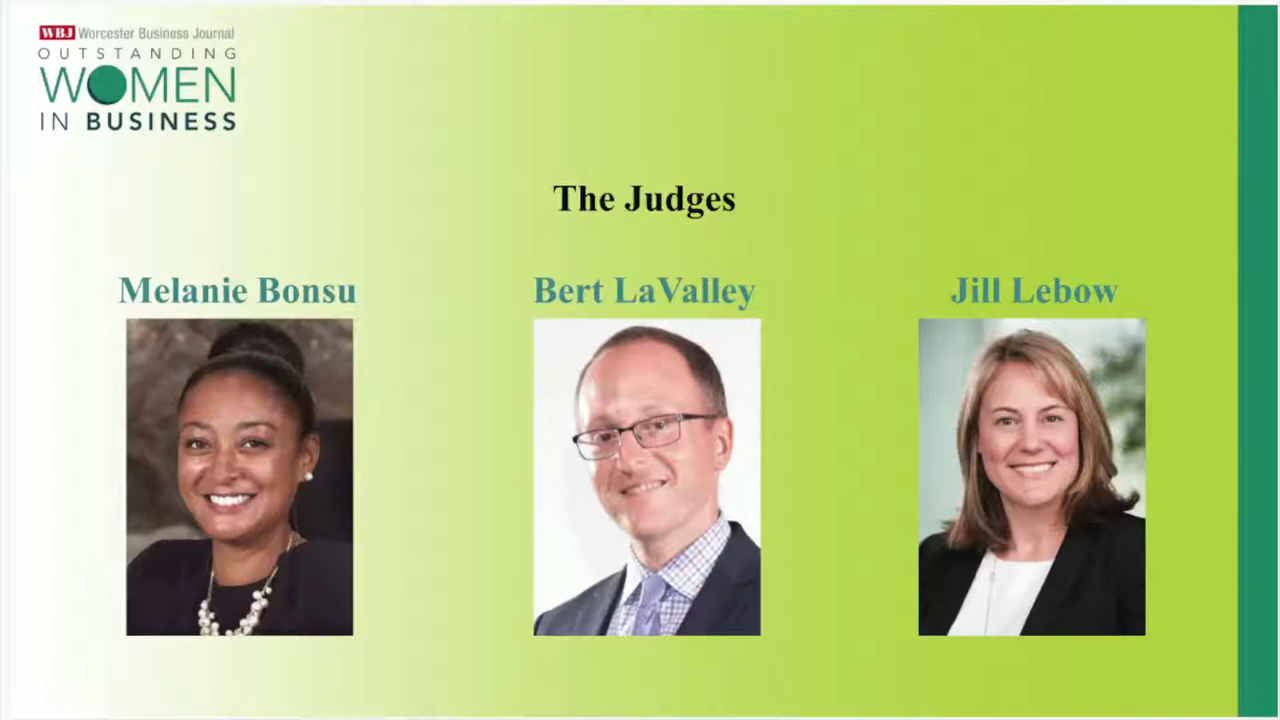 WBJ Worcester Business Journal
OUTSTANDING
WOMEN
IN BUSINESS
The Judges
Melanie Bonsu
Bert LaValley
Jill Lebow